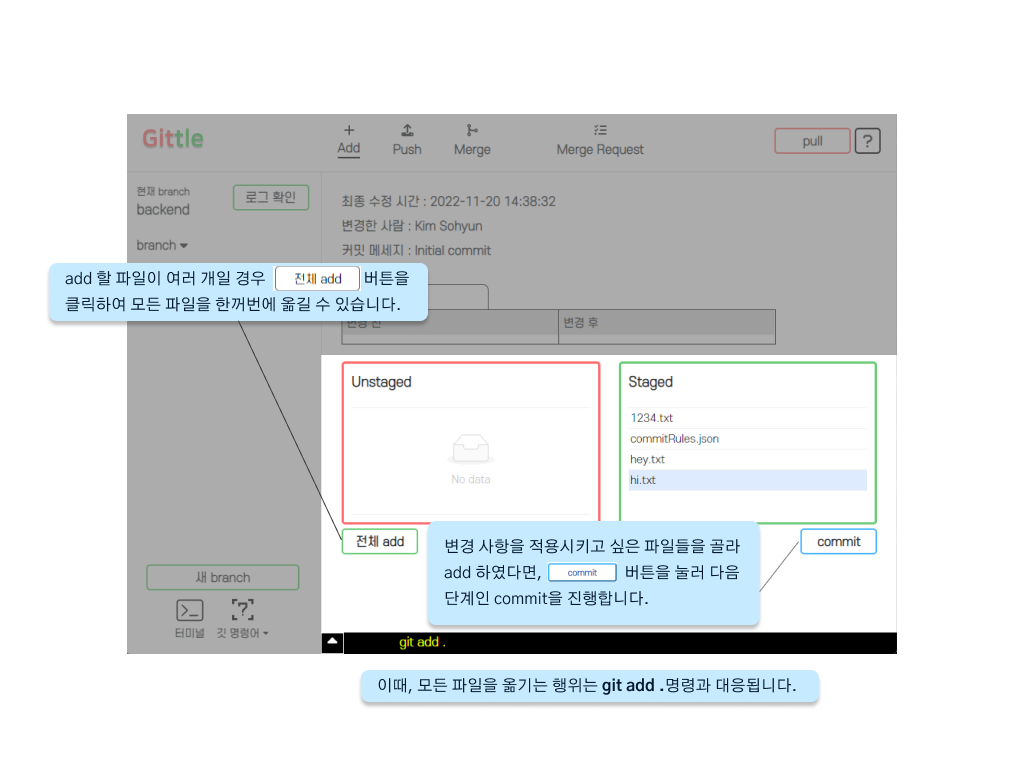 Gittle
Add
Push
Merge
Merge Request
pull
?
현재 branch
backend
로그 확인
branch
최종 수정 시간 : 2022-11-20 14:38:32
변경한 사람 : Kim Sohyun
커밋 메세지 : Initial commit
add 할 파일이 여러 개일 경우 전체 add 버튼을
클릭하여 모든 파일을 한꺼번에 옮길 수 있습니다.
변경 전
변경 후
Unstaged
No data
Staged
1234.txt
commitRules.json
hey.txt
hi.txt
전체 add
commit
변경 사항을 적용시키고 싶은 파일들을 골라
add 하였다면, commit 버튼을 눌러 다음
단계인 commit을 진행합니다.
새 branch
터미널
깃 명령어
git add .
이때, 모든 파일을 옮기는 행위는 git add .명령과 대응됩니다.